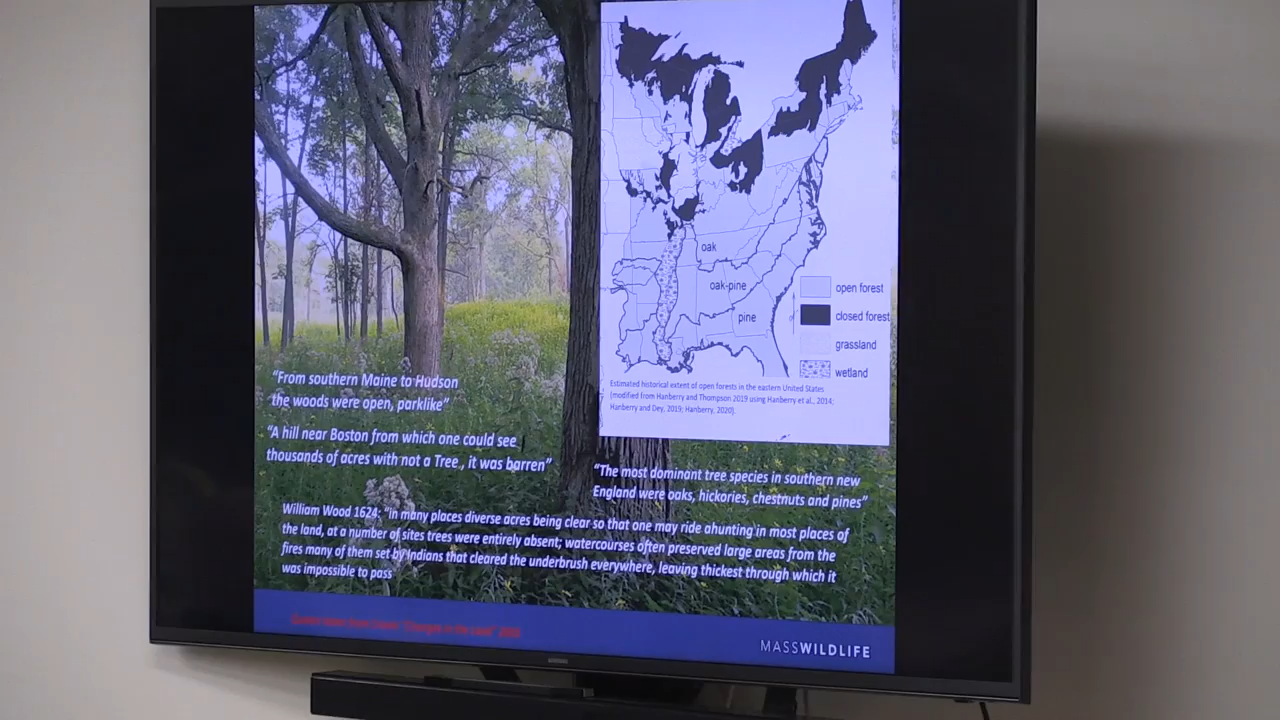 oak
oak-pine
pine
open forest
closed forest
grassland
wetland
Estimated historical extent of open forests in the eastern United States
(modified from Hanberry and Thompson 2019 using Hanberry et al., 2014;
Hanberry and Dey, 2019; Hanberry, 2020).
“From southern Maine to Hudson
the woods were open, parklike”
“A hill near Boston from which one could see
thousands of acres with not a Tree., it was barren”
“The most dominant tree species in southern new
England were oaks, hickories, chestnuts and pines”
William Wood 1624: “in many places diverse acres being clear so that one may ride ahunting in most places of
the land, at a number of sites trees were entirely absent; watercourses often preserved large areas from the
fires many of them set by Indians that cleared the underbrush everywhere, leaving thickest through which it
was impossible to pass
"Changes in the Land"
MASSWILDLIFE
SAMSUNG